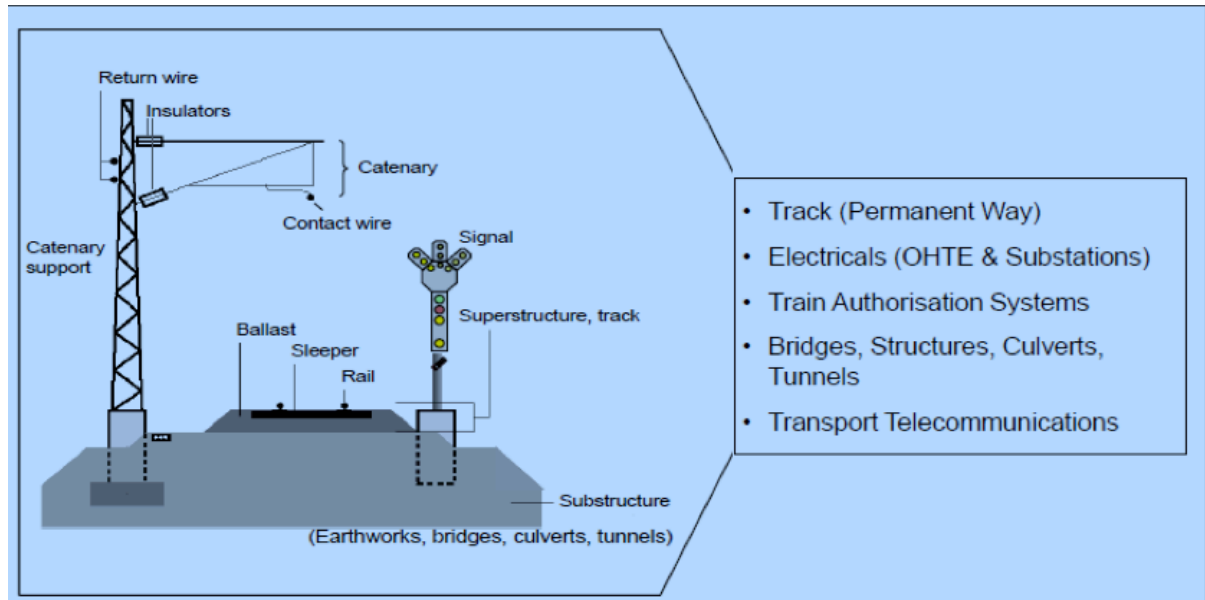 Return wire
Insulators
Catenary
Contact wire
Catenary
support
Signal
Superstructure, track
Ballast
Sleeper
Rail
Substructure
(Earthworks, bridges, culverts, tunnels)
• Track (Permanent Way)
• Electricals (OHTE & Substations)
• Train Authorisation Systems
• Bridges, Structures, Culverts,
Tunnels
• Transport Telecommunications